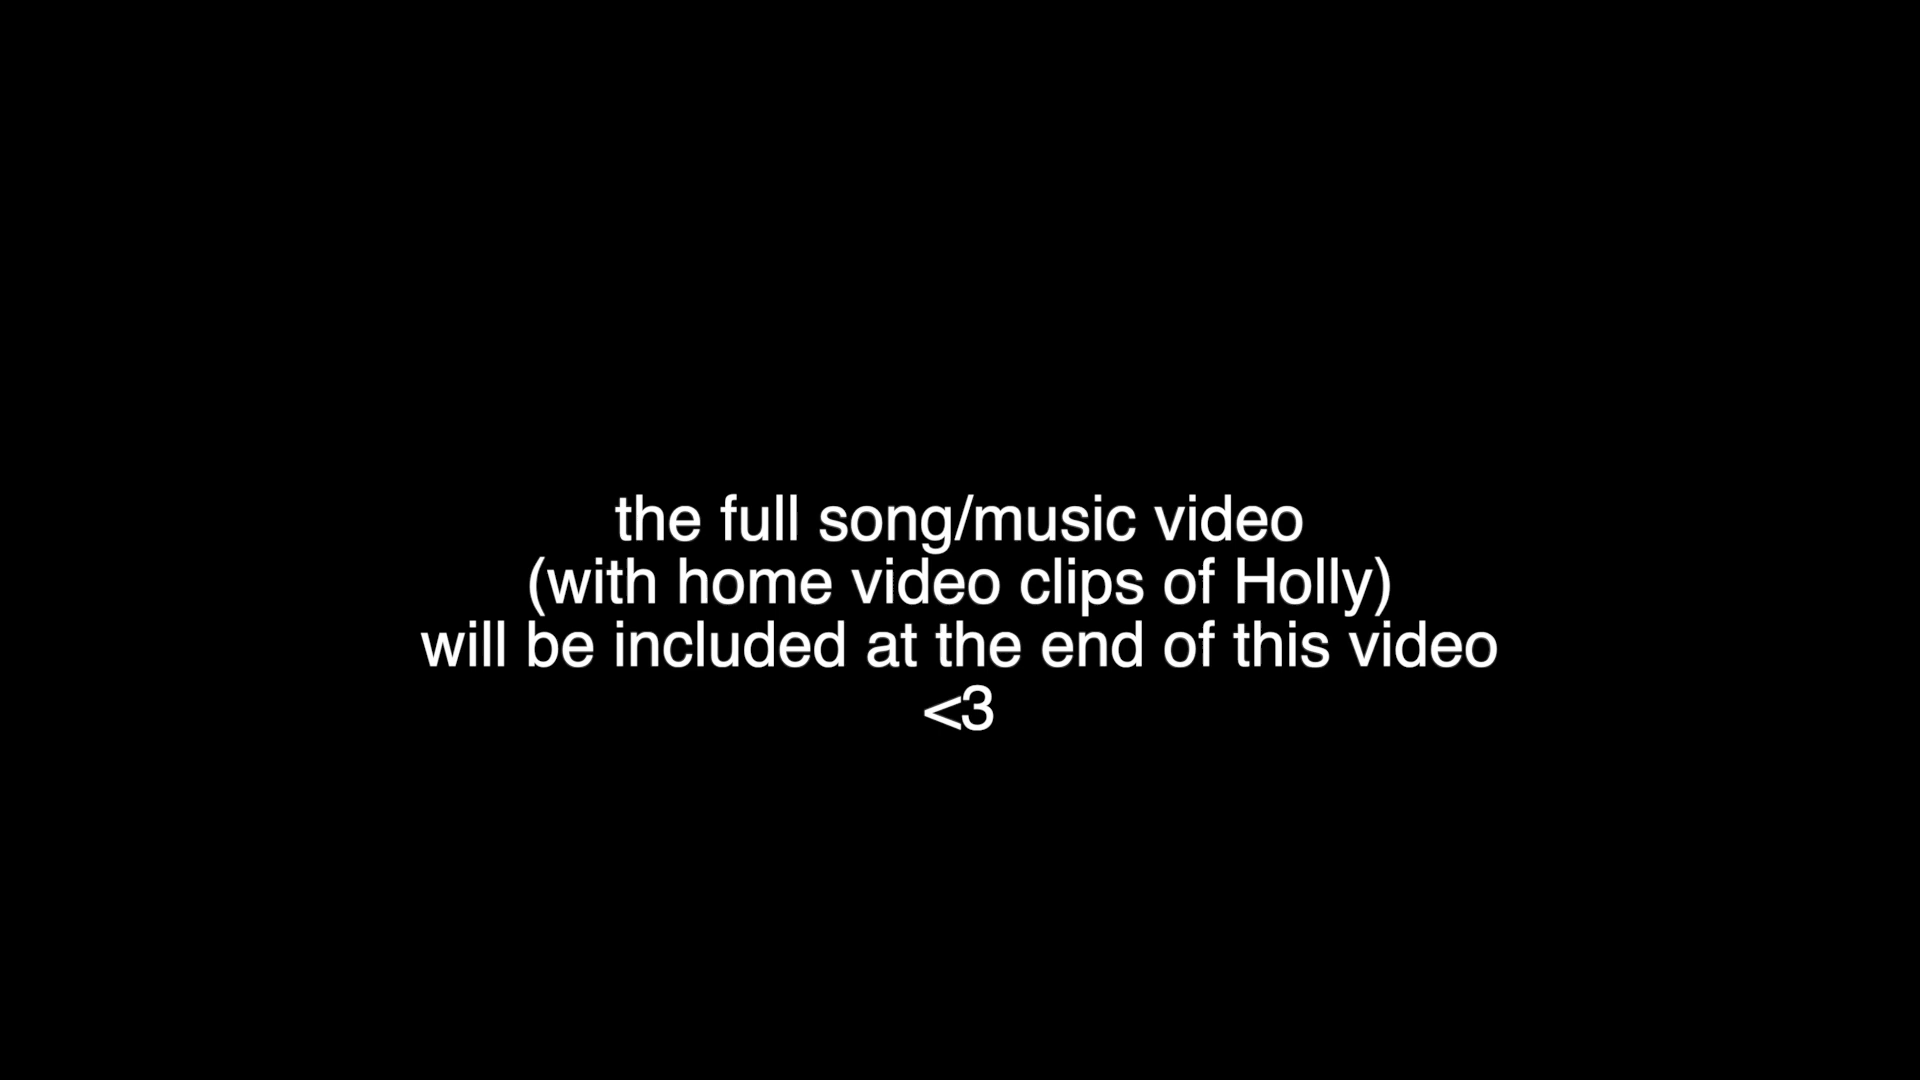 the full song/music video
(with home video clips of Holly)
will be included at the end of this video
<3